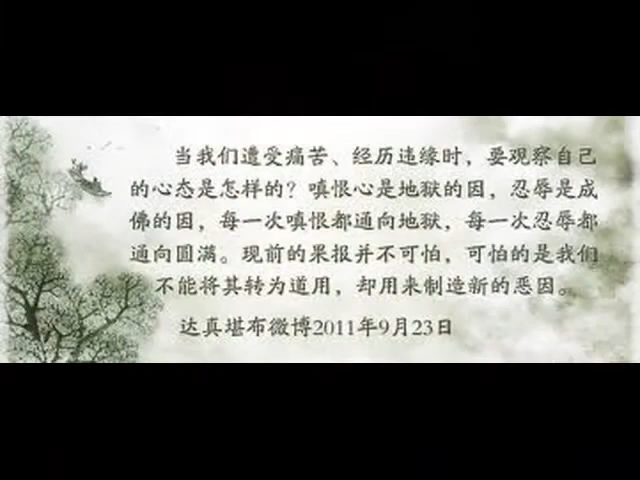 当我们遭受痛苦、经历违缘时，要观察自己
的心态是怎样的？嗔恨心是地狱的因，忍辱是成
佛的因，每一次嗔恨都通向地狱，每一次忍辱都
通向圆满。现前的果报并不可怕，可怕的是我们
不能将其转为道用，却用来制造新的恶因。
达真堪布微博2011年9月23日